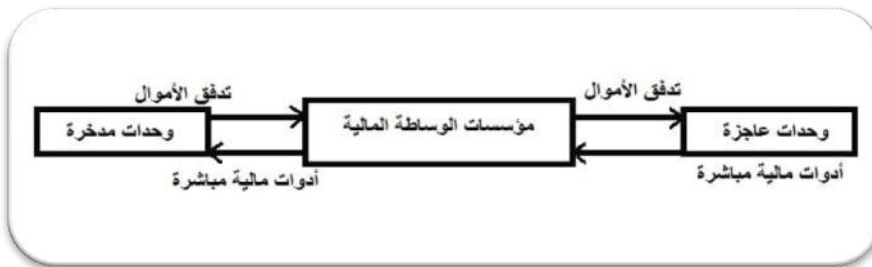 تدفق الأموال
تدفق الأموال
وحدات عاجزة
مؤسسات الوساطة المالية
وحدات مدخرة
أدوات مالية مباشرة
أدوات مالية مباشرة